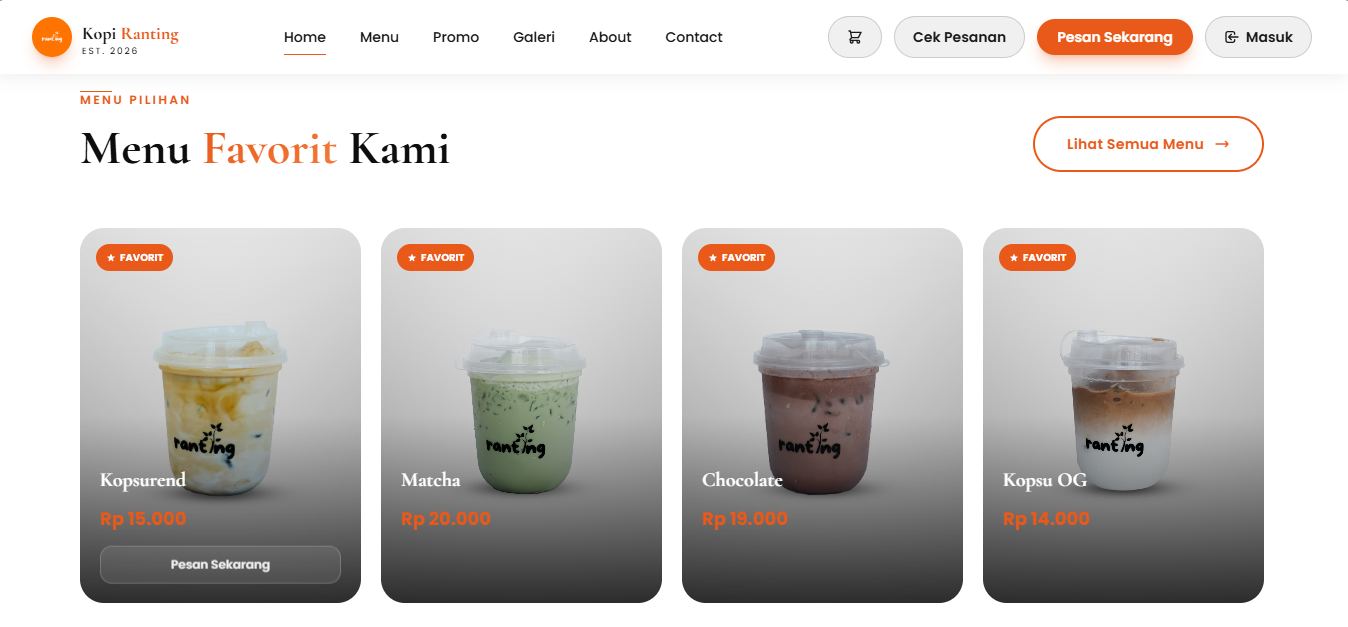 ranting
Kopi Ranting
EST. 2026
Home
Menu
Promo
Galeri
About
Contact
Cek Pesanan
Pesan Sekarang
Masuk
MENU PILIHAN
Menu Favorit Kami
Lihat Semua Menu →
★ FAVORIT
ranting
Kopsurend
Rp 15.000
Pesan Sekarang
★ FAVORIT
ranting
Matcha
Rp 20.000
★ FAVORIT
ranting
Chocolate
Rp 19.000
★ FAVORIT
ranting
Kopsu OG
Rp 14.000